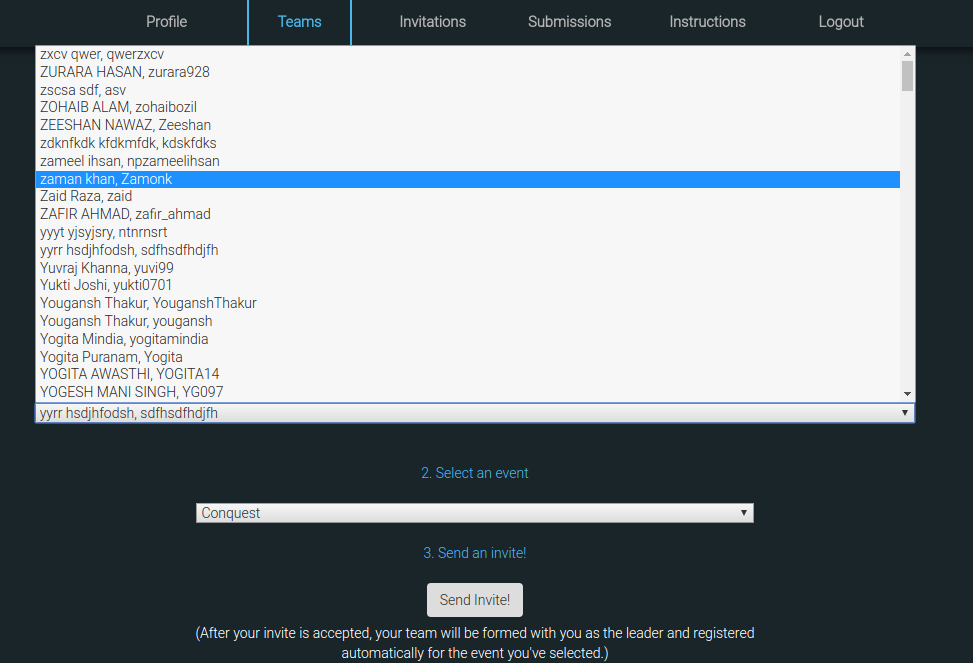 Profile Teams Invitations Submissions Instructions Logout
zxcv qwer, qwerzxcv
ZURARA HASAN, zurara928
zscsa sdf, asv
ZOHAIB ALAM, zohaibozil
ZEESHAN NAWAZ, Zeeshan
zdknfkdk kfdkmfdk, kdskfdks
zameel ihsan, npzameelihsan
zaman khan, Zamonk
Zaid Raza, zaid
ZAFIR AHMAD, zafir_ahmad
yyyt yjsyjsry, ntnrnsrt
yyrr hsdjhfodsh, sdfhsdfhdjfh
Yuvraj Khanna, yuvi99
Yukti Joshi, yukti0701
Yougansh Thakur, YouganshThakur
Yougansh Thakur, yougansh
Yogita Mindia, yogitamindia
Yogita Puranam, Yogita
YOGITA AWASTHI, YOGITA14
YOGESH MANI SINGH, YG097
yyrr hsdjhfodsh, sdfhsdfhdjfh
2. Select an event
Conquest
3. Send an invite!
Send Invite!
(After your invite is accepted, your team will be formed with you as the leader and registered
automatically for the event you've selected.)